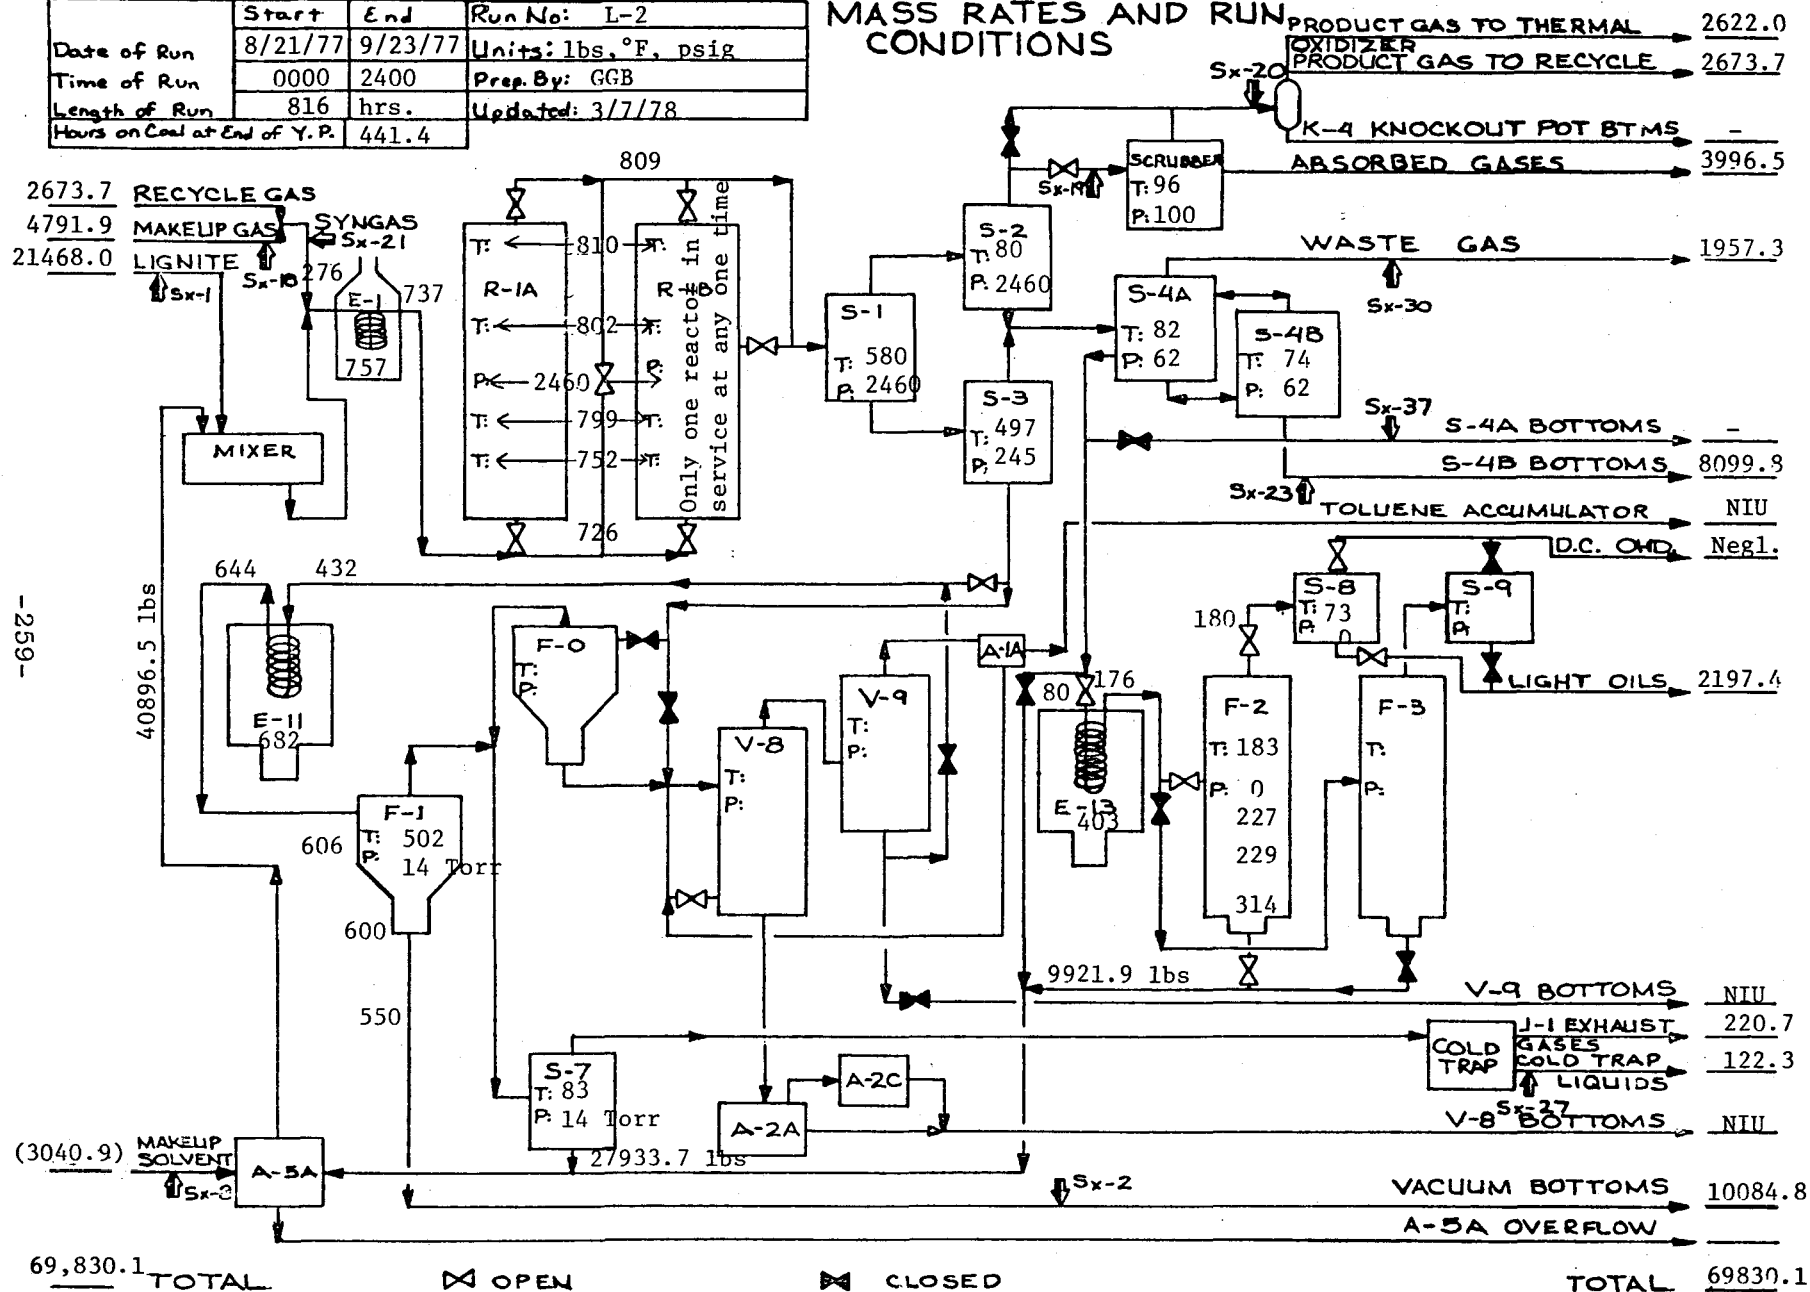 MASS RATES AND RUN
CONDITIONS
Start End Run No: L-2
Date of Run 8/21/77 9/23/77 Units: lbs, °F, psig
Time of Run 0000 2400 Prep. By: GGB
Length of Run 816 hrs. Updated: 3/7/78
Hours on Coal at End of Y.P. 441.4
PRODUCT GAS TO THERMAL 2622.0
OXIDIZER
PRODUCT GAS TO RECYCLE 2673.7
Sx-20
K-4 KNOCKOUT POT BTMS -
ABSORBED GASES 3996.5
SCRUBBER
T: 96
P: 100
Sx-19
809
2673.7 RECYCLE GAS
4791.9 MAKEUP GAS
21468.0 LIGNITE
SYNGAS
Sx-21
Sx-18
Sx-1
276
E-1
737
757
MIXER
R-1A
T: 810 T:
R-1B
T: 802 T:
P.
P 2460
T: 799 T:
T: 752 T:
726
Only one reactor in
service at any one time
S-1
T: 580
P: 2460
S-2
T: 80
P: 2460
S-3
T: 497
P: 245
WASTE GAS 1957.3
Sx-30
S-4A
T: 82
P: 62
S-4B
T: 74
P: 62
Sx-37
S-4A BOTTOMS -
S-4B BOTTOMS 8099.8
Sx-23
TOLUENE ACCUMULATOR NIU
D.C. OHD. Negl.
-259-
40896.5 lbs
644
432
E-11
682
F-0
T:
P:
F-1
T: 502
P: 14 Torr
606
600
550
V-8
T:
P:
V-9
T:
P:
A-1A
80
176
E-13
403
180
S-8
T: 73
P: 0
S-9
T:
P:
LIGHT OILS 2197.4
F-2
T: 183
P: 0
227
229
314
F-3
T:
P:
9921.9 lbs
V-9 BOTTOMS NIU
COLD
TRAP
J-1 EXHAUST 220.7
GASES
COLD TRAP 122.3
LIQUIDS
Sx-27
V-8 BOTTOMS NIU
S-7
T: 83
P: 14 Torr
A-2C
A-2A
27933.7 lbs
(3040.9) MAKEUP
SOLVENT
A-5A
Sx-2
VACUUM BOTTOMS 10084.8
A-5A OVERFLOW
69,830.1 TOTAL
OPEN
CLOSED
TOTAL 69830.1